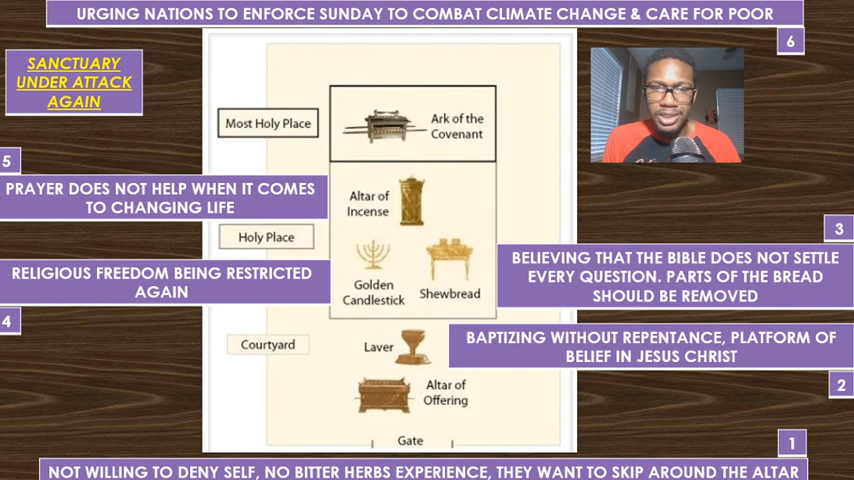 URGING NATIONS TO ENFORCE SUNDAY TO COMBAT CLIMATE CHANGE & CARE FOR POOR
6
SANCTUARY
UNDER ATTACK
AGAIN
Most Holy Place
Ark of the
Covenant
5
PRAYER DOES NOT HELP WHEN IT COMES
TO CHANGING LIFE
Altar of
Incense
Holy Place
3
BELIEVING THAT THE BIBLE DOES NOT SETTLE
EVERY QUESTION. PARTS OF THE BREAD
SHOULD BE REMOVED
RELIGIOUS FREEDOM BEING RESTRICTED
AGAIN
4
Golden
Candlestick
Shewbread
Courtyard
Laver
BAPTIZING WITHOUT REPENTANCE, PLATFORM OF
BELIEF IN JESUS CHRIST
2
Altar of
Offering
Gate
1
NOT WILLING TO DENY SELF, NO BITTER HERBS EXPERIENCE, THEY WANT TO SKIP AROUND THE ALTAR